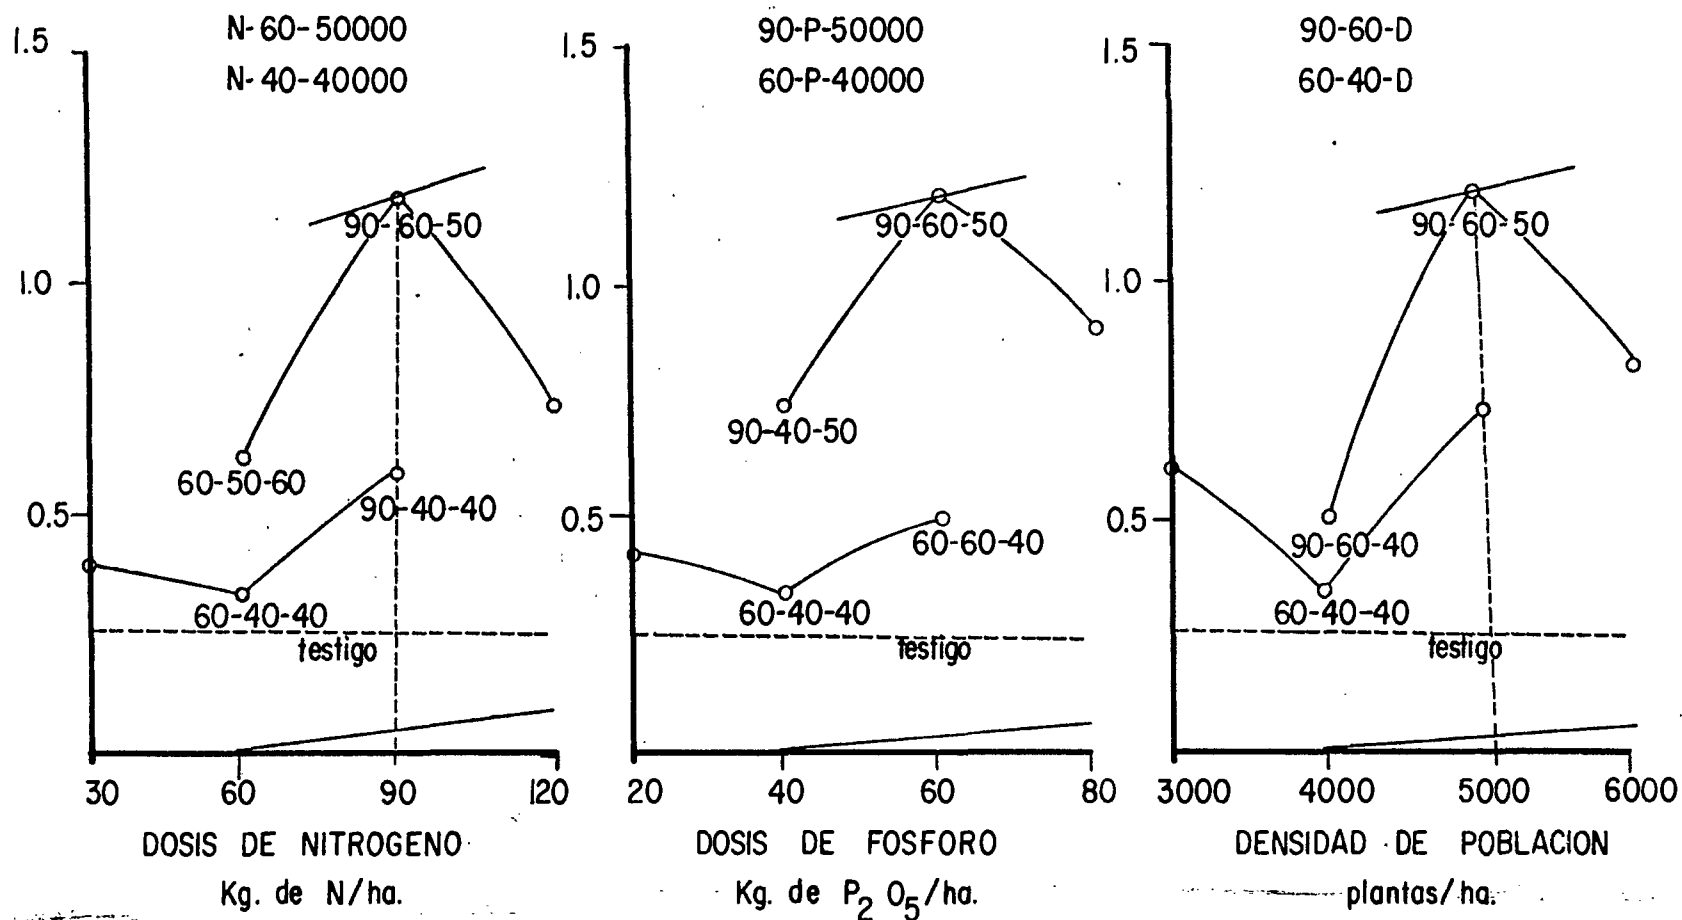 N-60-50000
N-40-40000
1.5
1.0
0.5
90-60-50
60-50-60
90-40-40
60-40-40
testigo
30 60 90 120
DOSIS DE NITROGENO
Kg. de N/ha.
90-P-50000
60-P-40000
1.5
1.0
0.5
90-60-50
90-40-50
60-60-40
60-40-40
testigo
20 40 60 80
DOSIS DE FOSFORO
Kg. de P2O5/ha.
90-60-D
60-40-D
1.5
1.0
0.5
90-60-50
90-60-40
60-40-40
testigo
3000 4000 5000 6000
DENSIDAD DE POBLACION
plantas/ha.